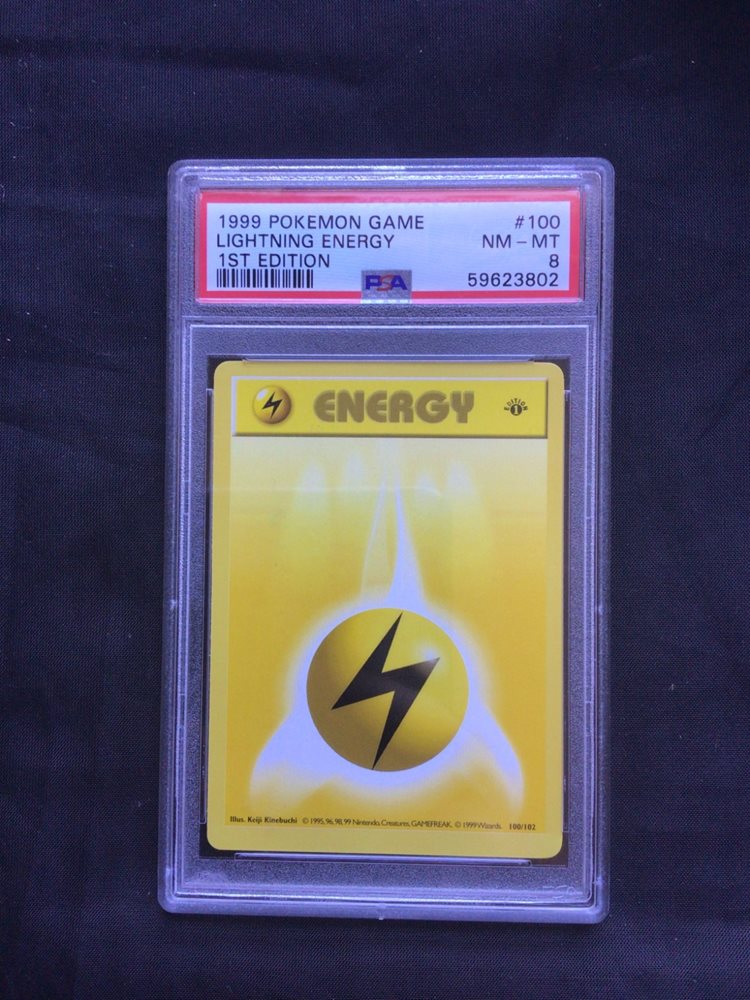 1999 POKEMON GAME #100
LIGHTNING ENERGY NM - MT
1ST EDITION 8
PSA 59623802
ENERGY
EDITION 1
Illus. Keiji Kinebuchi © 1995, 96, 98, 99 Nintendo, Creatures, GAMEFREAK. © 1999 Wizards. 100/102